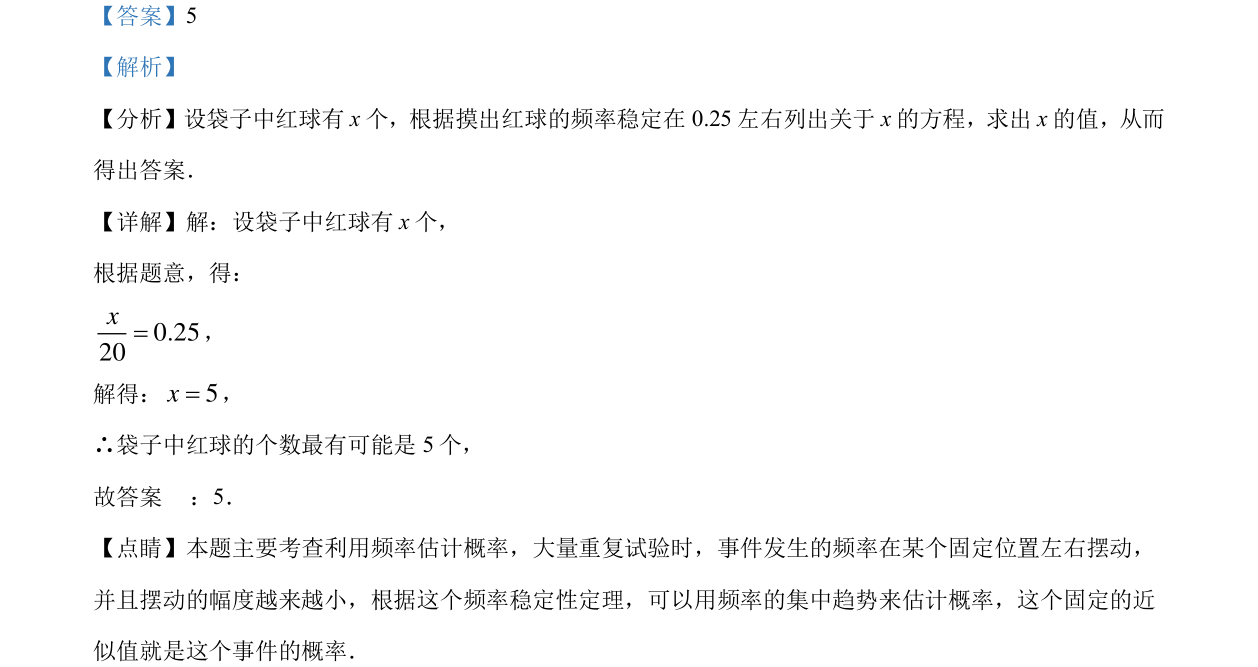 【答案】5
【解析】
【分析】设袋子中红球有 x 个，根据摸出红球的频率稳定在 0.25 左右列出关于 x 的方程，求出 x 的值，从而
得出答案．
【详解】解：设袋子中红球有 x 个，
根据题意，得：
x/20＝0.25，
解得： x＝5，
∴袋子中红球的个数最有可能是 5 个，
故答案 ：5．
【点睛】本题主要考查利用频率估计概率，大量重复试验时，事件发生的频率在某个固定位置左右摆动，
并且摆动的幅度越来越小，根据这个频率稳定性定理，可以用频率的集中趋势来估计概率，这个固定的近
似值就是这个事件的概率．